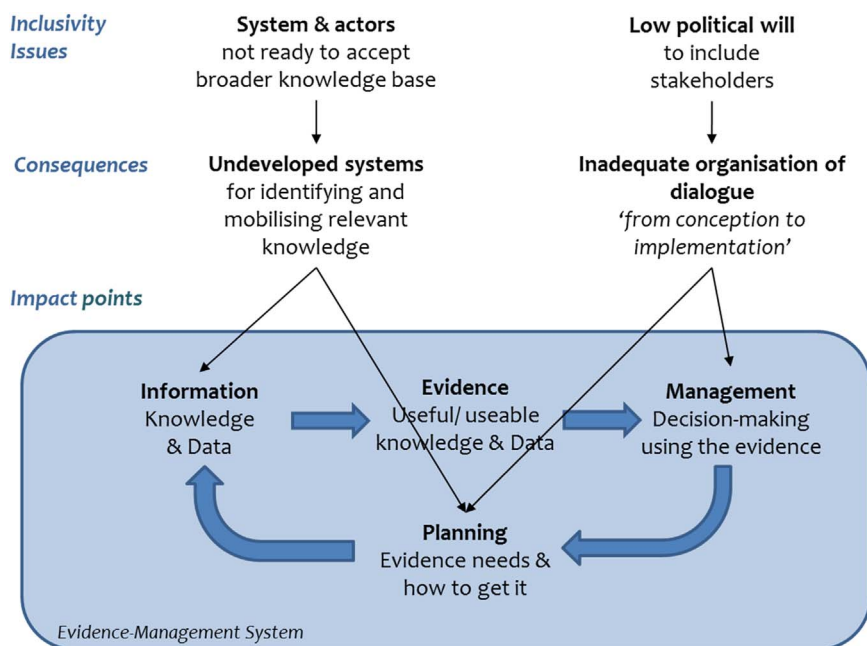 Inclusivity
Issues
System & actors
not ready to accept
broader knowledge base
Low political will
to include
stakeholders
Consequences
Undeveloped systems
for identifying and
mobilising relevant
knowledge
Inadequate organisation of
dialogue
‘from conception to
implementation’
Impact points
Information
Knowledge
& Data
Evidence
Useful/ useable
knowledge & Data
Management
Decision-making
using the evidence
Planning
Evidence needs &
how to get it
Evidence-Management System